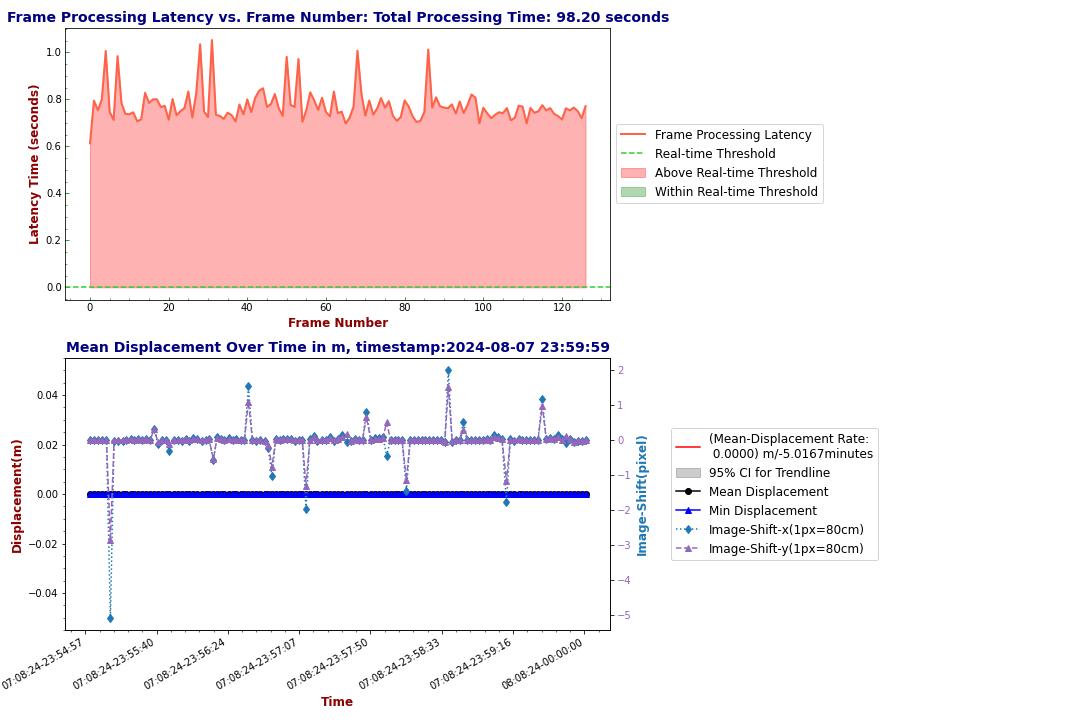 Frame Processing Latency vs. Frame Number: Total Processing Time: 98.20 seconds
Latency Time (seconds)
1.0
0.8
0.6
0.4
0.2
0.0
0 20 40 60 80 100 120
Frame Number
Frame Processing Latency
Real-time Threshold
Above Real-time Threshold
Within Real-time Threshold
Mean Displacement Over Time in m, timestamp:2024-08-07 23:59:59
Displacement(m)
0.04
0.02
0.00
−0.02
−0.04
2
1
0
−1
−2
−3
−4
−5
Image-Shift(pixel)
07:08:24-23:54:57
07:08:24-23:55:40
07:08:24-23:56:24
07:08:24-23:57:07
07:08:24-23:57:50
07:08:24-23:58:33
07:08:24-23:59:16
08:08:24-00:00:00
Time
(Mean-Displacement Rate:
0.0000) m/-5.0167minutes
95% CI for Trendline
Mean Displacement
Min Displacement
Image-Shift-x(1px=80cm)
Image-Shift-y(1px=80cm)